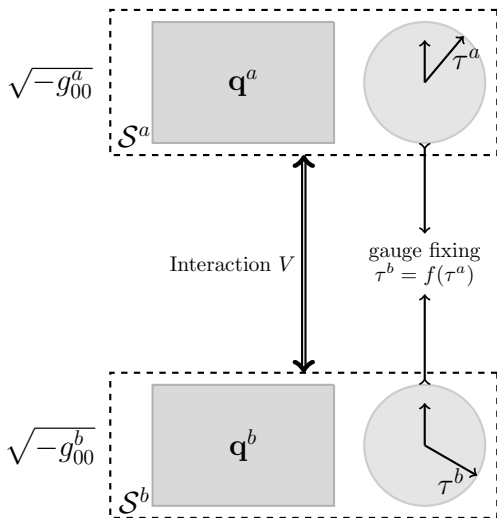 √−g₀₀ᵃ
𝐪ᵃ
τᵃ
𝒮ᵃ
Interaction V
gauge fixing
τᵇ = f(τᵃ)
√−g₀₀ᵇ
𝐪ᵇ
τᵇ
𝒮ᵇ